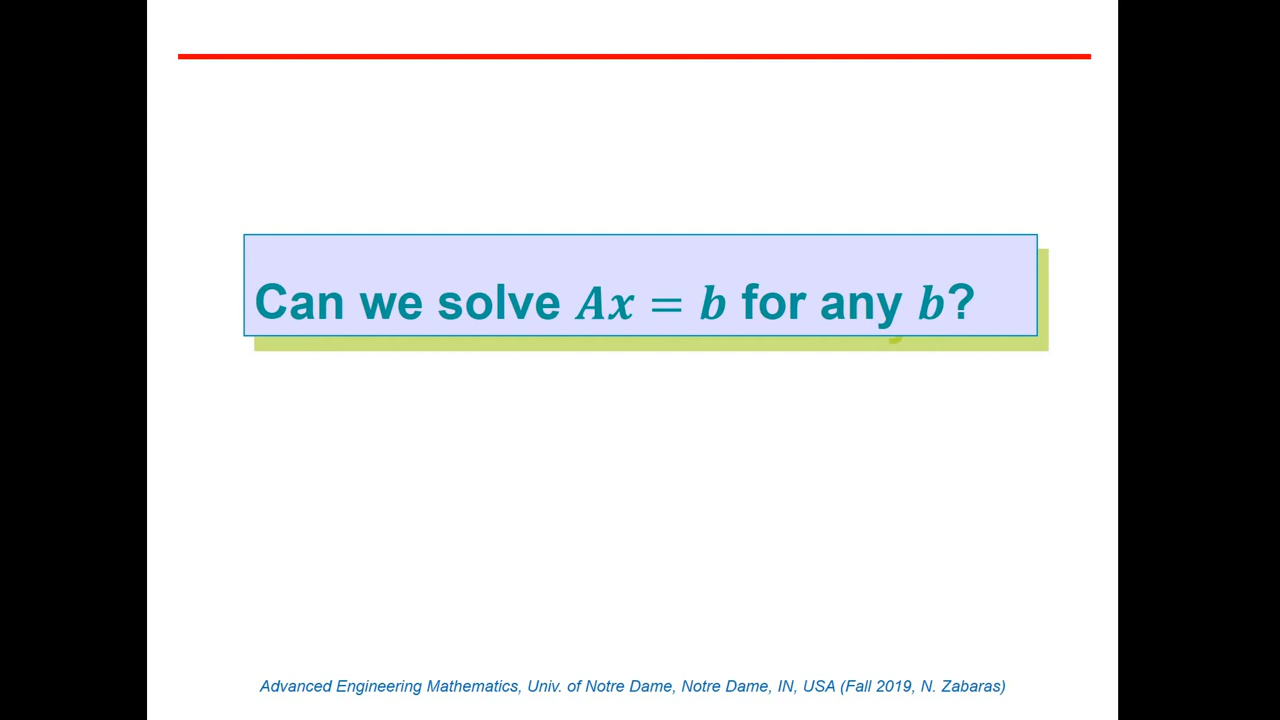 Can we solve Ax = b for any b?
Advanced Engineering Mathematics, Univ. of Notre Dame, Notre Dame, IN, USA (Fall 2019, N. Zabaras)